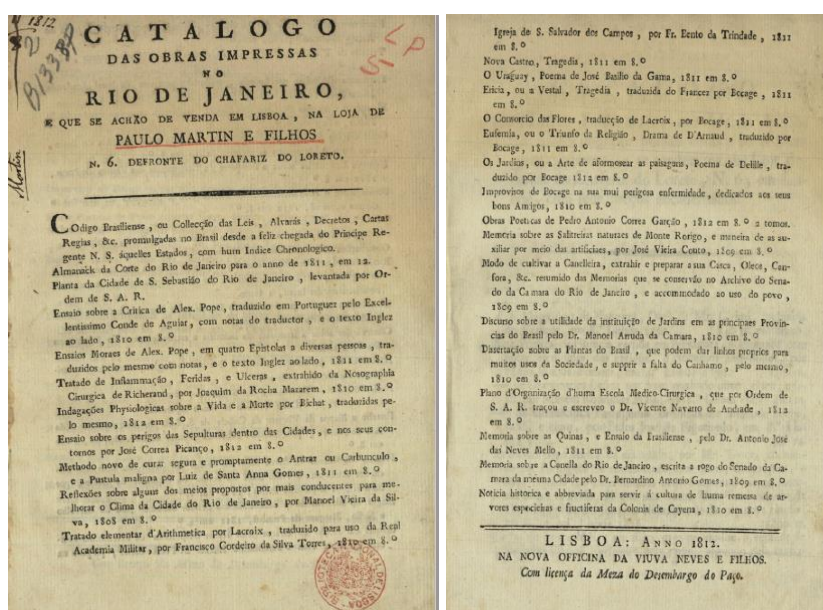 1812
2
B1338P
Martin
CATALOGO
DAS OBRAS IMPRESSAS
NO
RIO DE JANEIRO,
E QUE SE ACHÃO DE VENDA EM LISBOA, NA LOJA DE
PAULO MARTIN E FILHOS
N. 6. DEFRONTE DO CHAFARIZ DO LORETO.
COdigo Brasiliense, ou Collecção das Leis, Alvarás, Decretos, Cartas
Regias, &c. promulgadas no Brasil desde a feliz chegada do Principe Re-
gente N. S. áquelles Estados, com hum Indice Chronologico.
Almanack da Corte do Rio de Janeiro para o anno de 1811, em 12.
Planta da Cidade de S. Sebastião do Rio de Janeiro, levantada por Or-
dem de S. A. R.
Ensaio sobre a Critica de Alex. Pope, traduzido em Portuguez pelo Excel-
lentissimo Conde de Aguiar, com notas do traductor, e o texto Inglez
ao lado, 1810 em 8.º
Ensaios Moraes de Alex. Pope, em quatro Epistolas a diversas pessoas, tra-
duzidos pelo mesmo com notas, e o texto Inglez ao lado, 1811 em 8.º
Tratado de Inflammação, Feridas, e Ulceras, extrahido da Nosographia
Cirurgica de Richerand, por Joaquim da Rocha Mazarem, 1810 em 8.º
Indagações Physiologicas sobre a Vida e a Morte por Bichat, traduzidas pe-
lo mesmo, 1812 em 8.º
Ensaio sobre os perigos das Sepulturas dentro das Cidades, e nos seus con-
tornos por José Correa Picanço, 1812 em 8.º
Methodo novo de curar segura e promptamente o Antraz ou Carbunculo,
e a Pustula maligna por Luiz de Santa Anna Gomes, 1811 em 8.º
Reflexões sobre alguns dos meios propostos por mais conducentes para me-
lhorar o Clima da Cidade do Rio de Janeiro, por Manoel Vieira da Sil-
va, 1808 em 8.º
Tratado elementar d'Arithmetica por Lacroix, traduzido para uso da Real
Academia Militar, por Francisco Cordeiro da Silva Torres, 1810 em 8.º
Igreja de S. Salvador dos Campos, por Fr. Bento da Trindade, 1811
em 8.º
Nova Castro, Tragedia, 1811 em 8.º
O Uraguay, Poema de José Basilio da Gama, 1811 em 8.º
Ericia, ou a Vestal, Tragedia, traduzida do Francez por Bocage, 1811
em 8.º
O Consorcio das Flores, traducção de Lacroix, por Bocage, 1811 em 8.º
Eufemia, ou o Triunfo da Religião, Drama de D'Arnaud, traduzido por
Bocage, 1811 em 8.º
Os Jardins, ou a Arte de aformosear as paisagens, Poema de Delille, tra-
duzido por Bocage 1812 em 8.º
Improvisos de Bocage na sua mui perigosa enfermidade, dedicados aos seus
bons Amigos, 1810 em 8.º
Obras Poeticas de Pedro Antonio Correa Garção, 1812 em 8.º 2 tomos.
Memoria sobre as Salitreiras naturaes de Monte Rorigo, e maneira de as au-
xiliar por meio das artificiaes, por José Vieira Couto, 1809 em 8.º
Modo de cultivar a Canelleira, extrahir e preparar a sua Casca, Oleos, Can-
fora, &c. resumido das Memorias que se conservão no Archivo do Sena-
do da Camara do Rio de Janeiro, e accommodado ao uso do povo,
1809 em 8.º
Discurso sobre a utilidade da instituição de Jardins em as principaes Provin-
cias do Brasil pelo Dr. Manoel Arruda da Camara, 1810 em 8.º
Dissertação sobre as Plantas do Brasil, que podem dar linhos proprios para
muitos usos da Sociedade, e supprir a falta do Canhamo, pelo mesmo,
1810 em 8.º
Plano d'Organização d'huma Escola Medico-Cirurgica, que por Ordem de
S. A. R. traçou e escreveo o Dr. Vicente Navarro de Andrade, 1812
em 8.º
Memoria sobre as Quinas, e Ensaio da Brasiliense, pelo Dr. Antonio José
das Neves Mello, 1811 em 8.º
Memoria sobre a Canella do Rio de Janeiro, escrita a rogo do Senado da Ca-
mara da mesma Cidade pelo Dr. Bernardino Antonio Gomes, 1809 em 8.º
Noticia historica e abbreviada para servir á cultura de huma remessa de ar-
vores especiehas e fructiferas da Colonia de Cayena, 1810 em 8.º
LISBOA: ANNO 1812.
NA NOVA OFFICINA DA VIUVA NEVES E FILHOS.
Com licença da Meza do Desembargo do Paço.